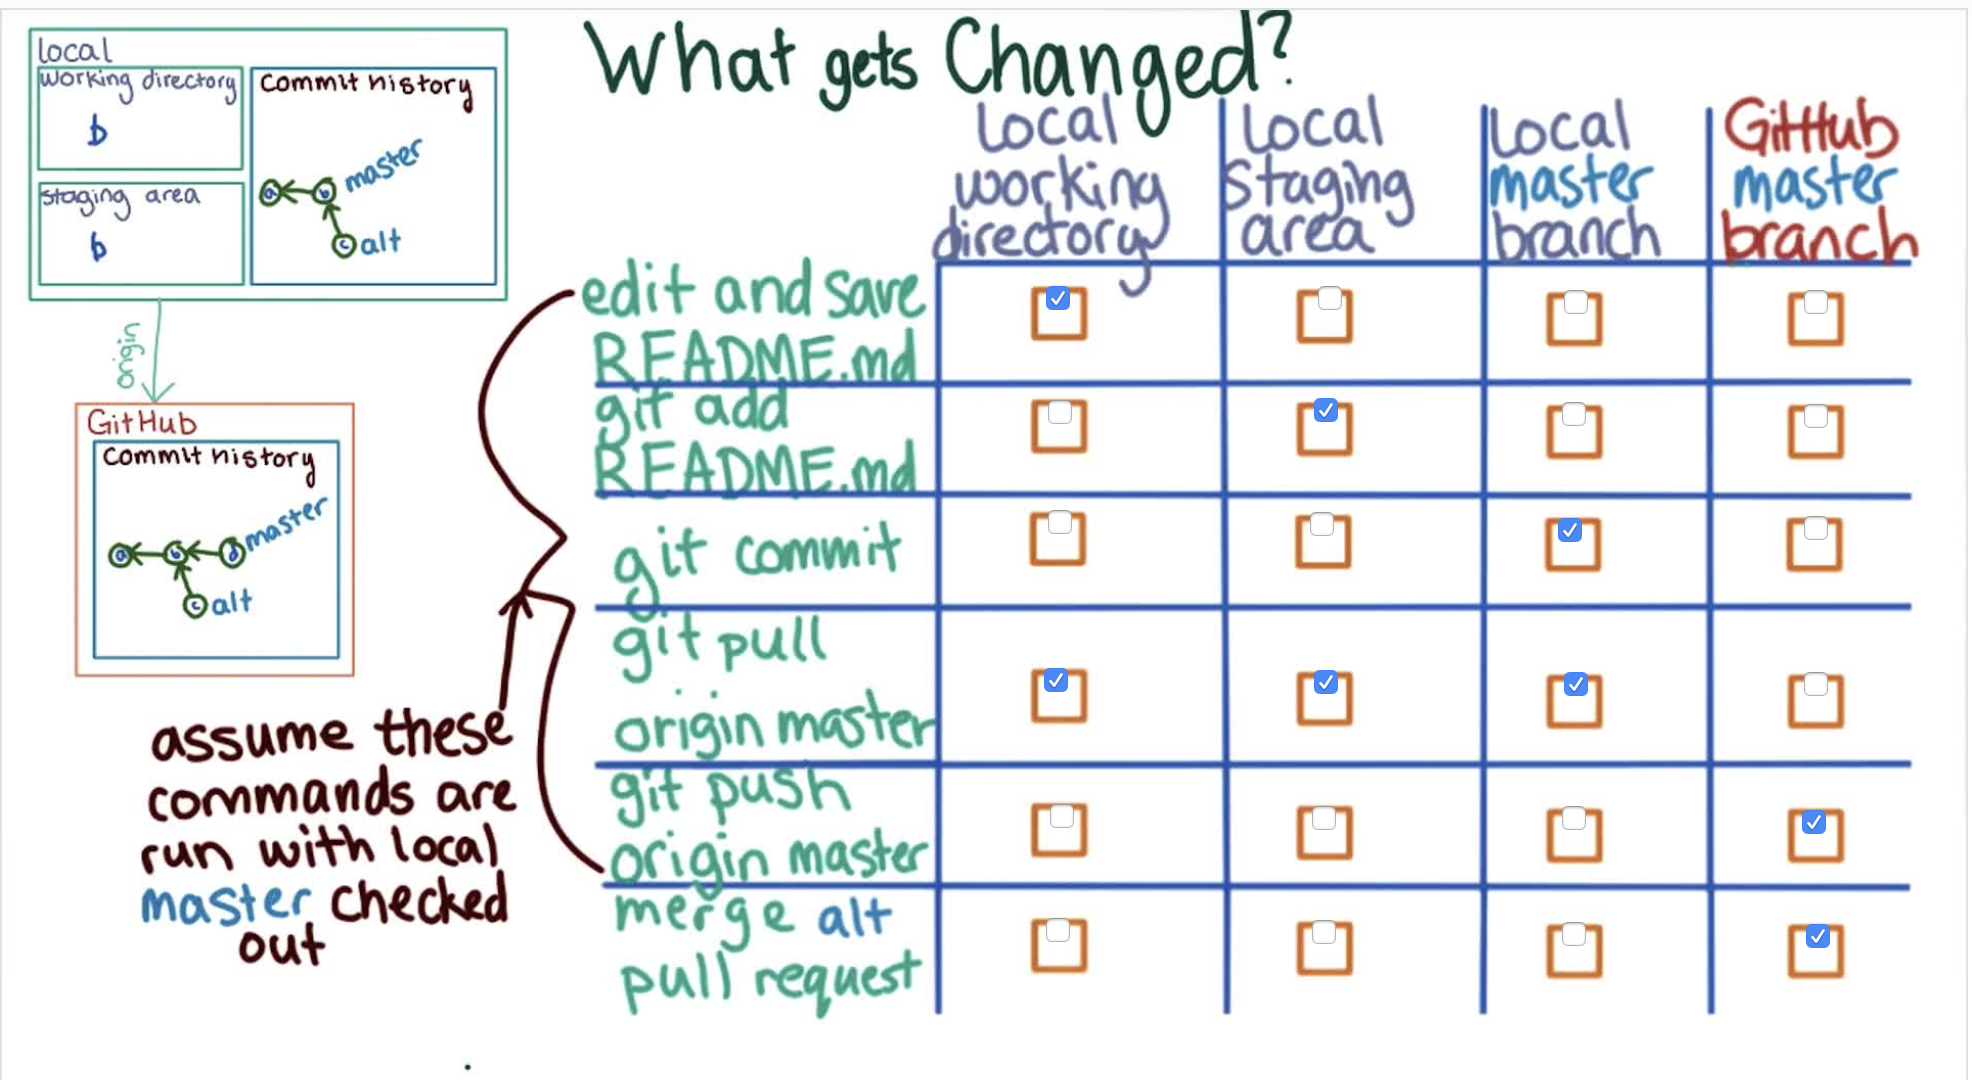 What gets Changed?
local
working directory
b
staging area
b
Commit history
a
b
master
c
alt
origin
GitHub
Commit history
a
b
d
master
c
alt
assume these
commands are
run with local
master checked
out
local
working
directory
local
staging
area
local
master
branch
GitHub
master
branch
edit and save
README.md
git add
README.md
git commit
git pull
origin master
git push
origin master
merge alt
pull request